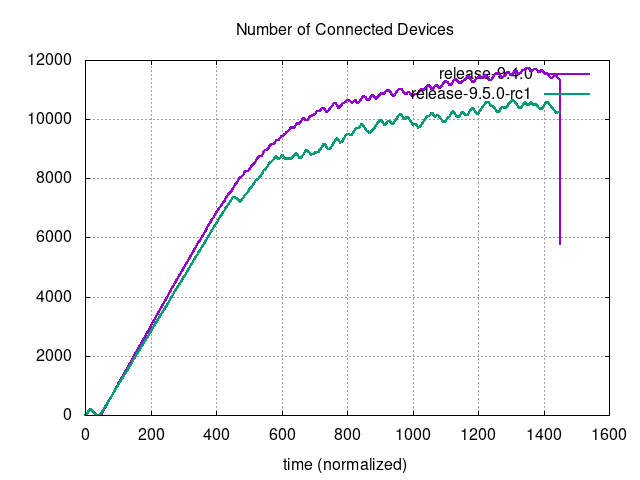 Number of Connected Devices
12000
release-9.4.0
release-9.5.0-rc1
10000
8000
6000
4000
2000
0
0 200 400 600 800 1000 1200 1400 1600
time (normalized)